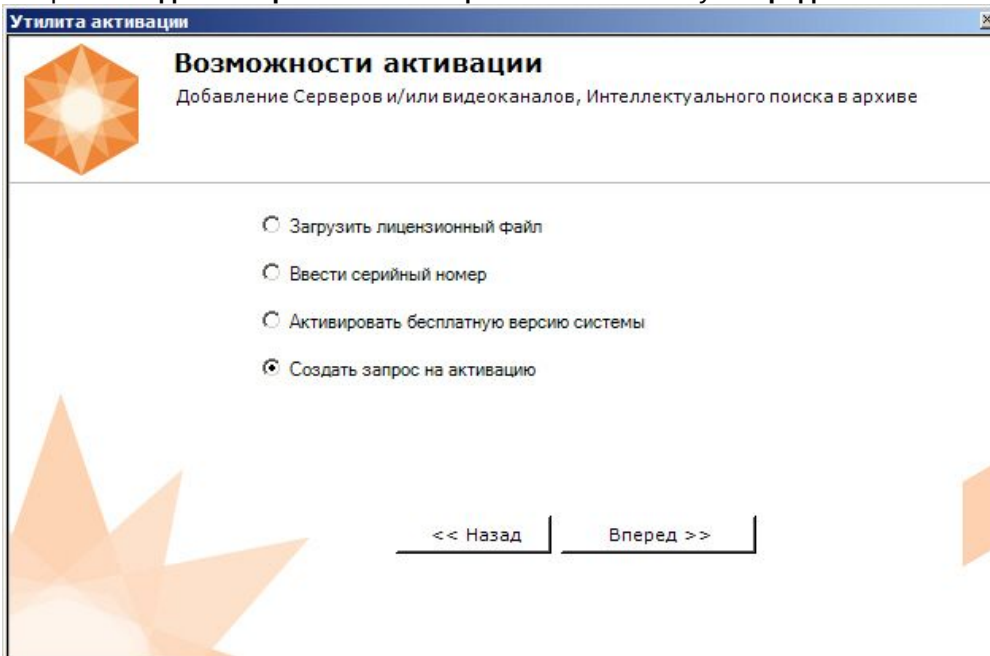 Утилита активации
Возможности активации
Добавление Серверов и/или видеоканалов, Интеллектуального поиска в архиве
Загрузить лицензионный файл
Ввести серийный номер
Активировать бесплатную версию системы
Создать запрос на активацию
<< Назад
Вперед >>